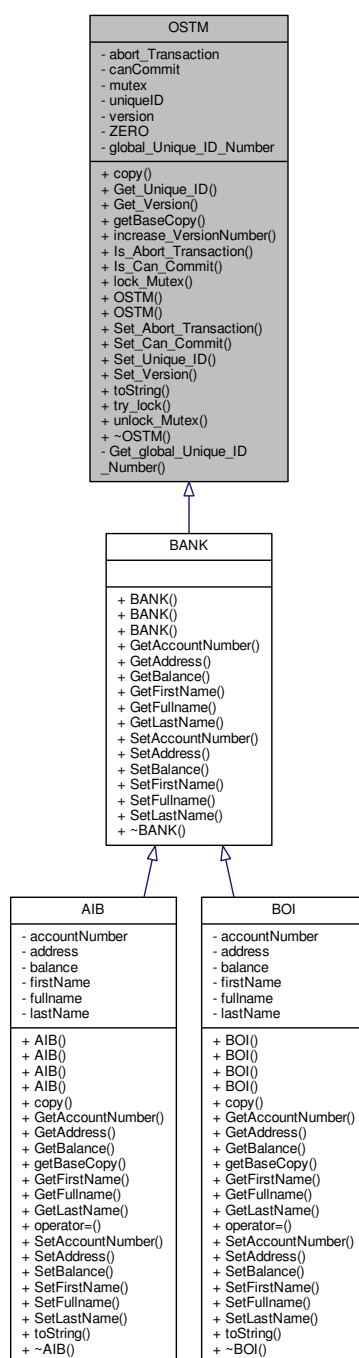 OSTM
- abort_Transaction
- canCommit
- mutex
- uniqueID
- version
- ZERO
- global_Unique_ID_Number
+ copy()
+ Get_Unique_ID()
+ Get_Version()
+ getBaseCopy()
+ increase_VersionNumber()
+ Is_Abort_Transaction()
+ Is_Can_Commit()
+ lock_Mutex()
+ OSTM()
+ OSTM()
+ Set_Abort_Transaction()
+ Set_Can_Commit()
+ Set_Unique_ID()
+ Set_Version()
+ toString()
+ try_lock()
+ unlock_Mutex()
+ ~OSTM()
- Get_global_Unique_ID
_Number()
BANK
+ BANK()
+ BANK()
+ BANK()
+ GetAccountNumber()
+ GetAddress()
+ GetBalance()
+ GetFirstName()
+ GetFullname()
+ GetLastName()
+ SetAccountNumber()
+ SetAddress()
+ SetBalance()
+ SetFirstName()
+ SetFullname()
+ SetLastName()
+ ~BANK()
AIB
- accountNumber
- address
- balance
- firstName
- fullname
- lastName
+ AIB()
+ AIB()
+ AIB()
+ AIB()
+ copy()
+ GetAccountNumber()
+ GetAddress()
+ GetBalance()
+ getBaseCopy()
+ GetFirstName()
+ GetFullname()
+ GetLastName()
+ operator=()
+ SetAccountNumber()
+ SetAddress()
+ SetBalance()
+ SetFirstName()
+ SetFullname()
+ SetLastName()
+ toString()
+ ~AIB()
BOI
- accountNumber
- address
- balance
- firstName
- fullname
- lastName
+ BOI()
+ BOI()
+ BOI()
+ BOI()
+ copy()
+ GetAccountNumber()
+ GetAddress()
+ GetBalance()
+ getBaseCopy()
+ GetFirstName()
+ GetFullname()
+ GetLastName()
+ operator=()
+ SetAccountNumber()
+ SetAddress()
+ SetBalance()
+ SetFirstName()
+ SetFullname()
+ SetLastName()
+ toString()
+ ~BOI()